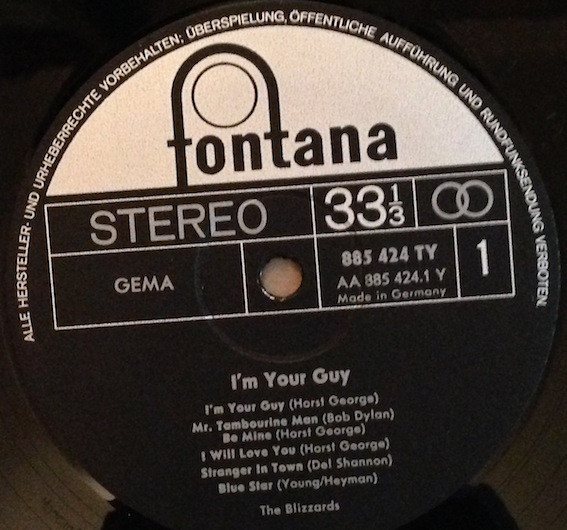 ALLE HERSTELLER- UND URHEBERRECHTE VORBEHALTEN; ÜBERSPIELUNG, ÖFFENTLICHE AUFFÜHRUNG UND RUNDFUNKSENDUNG VERBOTEN
fontana
STEREO 33 1/3
GEMA
885 424 TY
AA 885 424.1 Y
Made in Germany
1
I'm Your Guy
I'm Your Guy (Horst George)
Mr. Tambourine Man (Bob Dylan)
Be Mine (Horst George)
I Will Love You (Horst George)
Stranger In Town (Del Shannon)
Blue Star (Young/Heyman)
The Blizzards